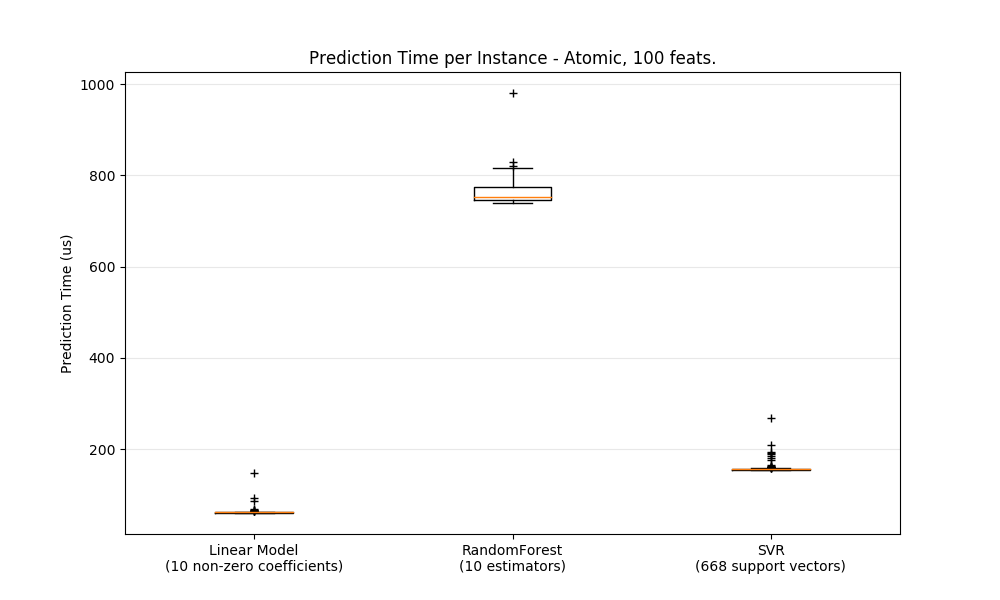 Prediction Time per Instance - Atomic, 100 feats.
Prediction Time (us)
1000
800
600
400
200
Linear Model
(10 non-zero coefficients)
RandomForest
(10 estimators)
SVR
(668 support vectors)